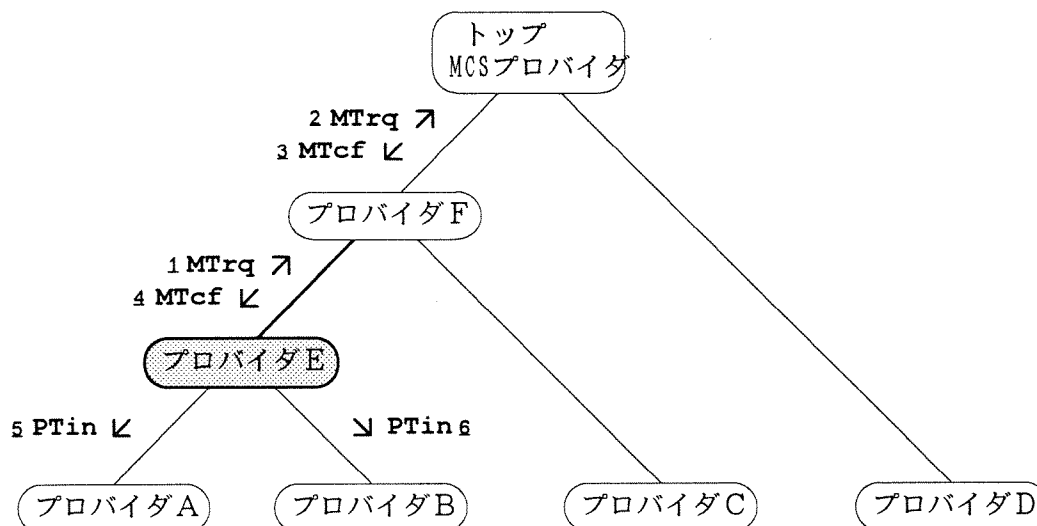 トップ
MCSプロバイダ
2 MTrq ↗
3 MTcf ↙
プロバイダF
1 MTrq ↗
4 MTcf ↙
プロバイダE
5 PTin ↙
↘ PTin 6
プロバイダA
プロバイダB
プロバイダC
プロバイダD